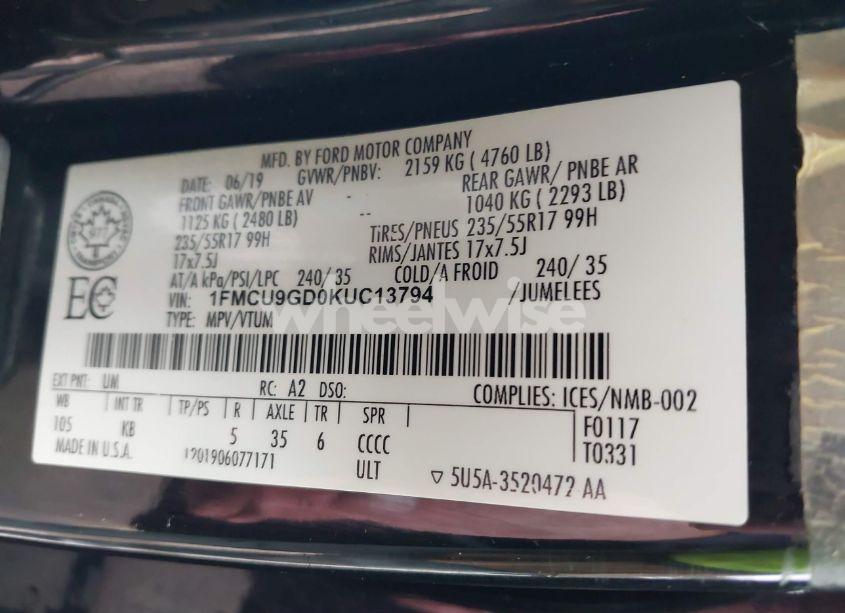 MFD. BY FORD MOTOR COMPANY
DATE: 06/19 GVWR/PNBV: 2159 KG ( 4760 LB)
FRONT GAWR/PNBE AV - REAR GAWR/ PNBE AR
1125 KG ( 2480 LB) - 1040 KG ( 2293 LB)
235/55R17 99H TIRES/PNEUS 235/55R17 99H
17x7.5J RIMS/JANTES 17x7.5J
AT/A kPa/PSI/LPC 240/ 35 COLD/A FROID 240/ 35
VIN: 1FMCU9GD0KUC13794 /JUMELEES
TYPE: MPV/VTUM
wheelwise
EC
EXT PNT: UM RC: A2 DSO: COMPLIES: ICES/NMB-002
WB INT TR TP/PS R AXLE TR SPR F0117
105 KB 5 35 6 CCCC T0331
MADE IN U.S.A. 1201906077171 ULT ▽ 5U5A-3520472 AA